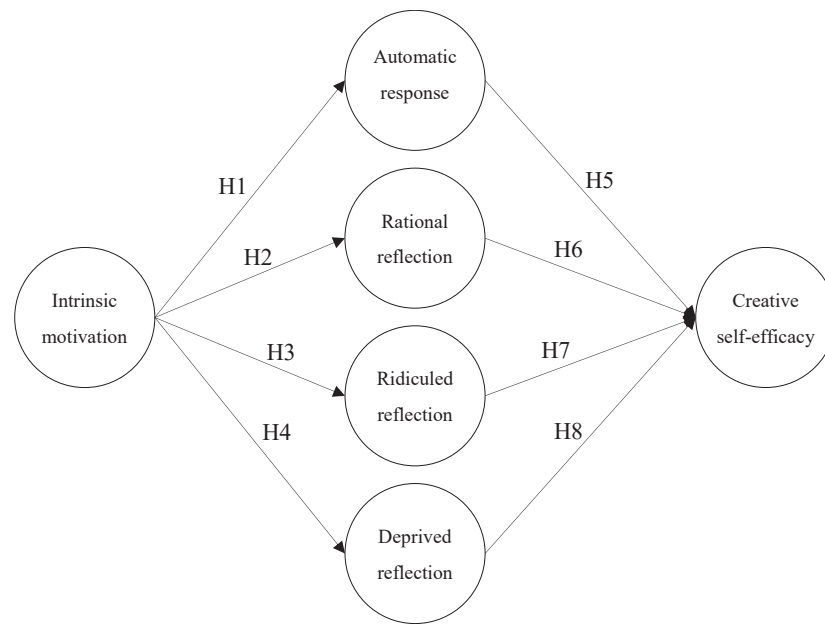 Automatic
response
H1
H5
Rational
reflection
H2
H6
Intrinsic
motivation
Creative
self-efficacy
H3
H7
Ridiculed
reflection
H4
H8
Deprived
reflection